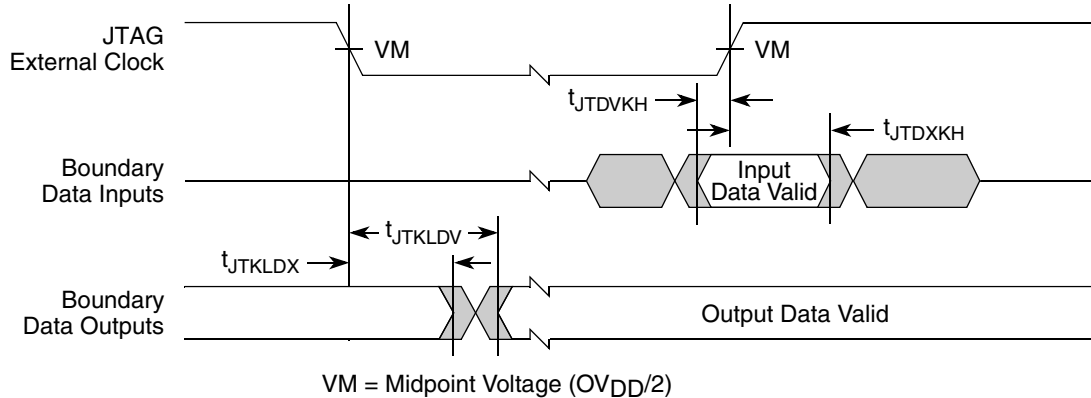 JTAG
External Clock
VM
VM
tJTDVKH
tJTDXKH
Boundary
Data Inputs
Input
Data Valid
tJTKLDV
tJTKLDX
Boundary
Data Outputs
Output Data Valid
VM = Midpoint Voltage (OVDD/2)